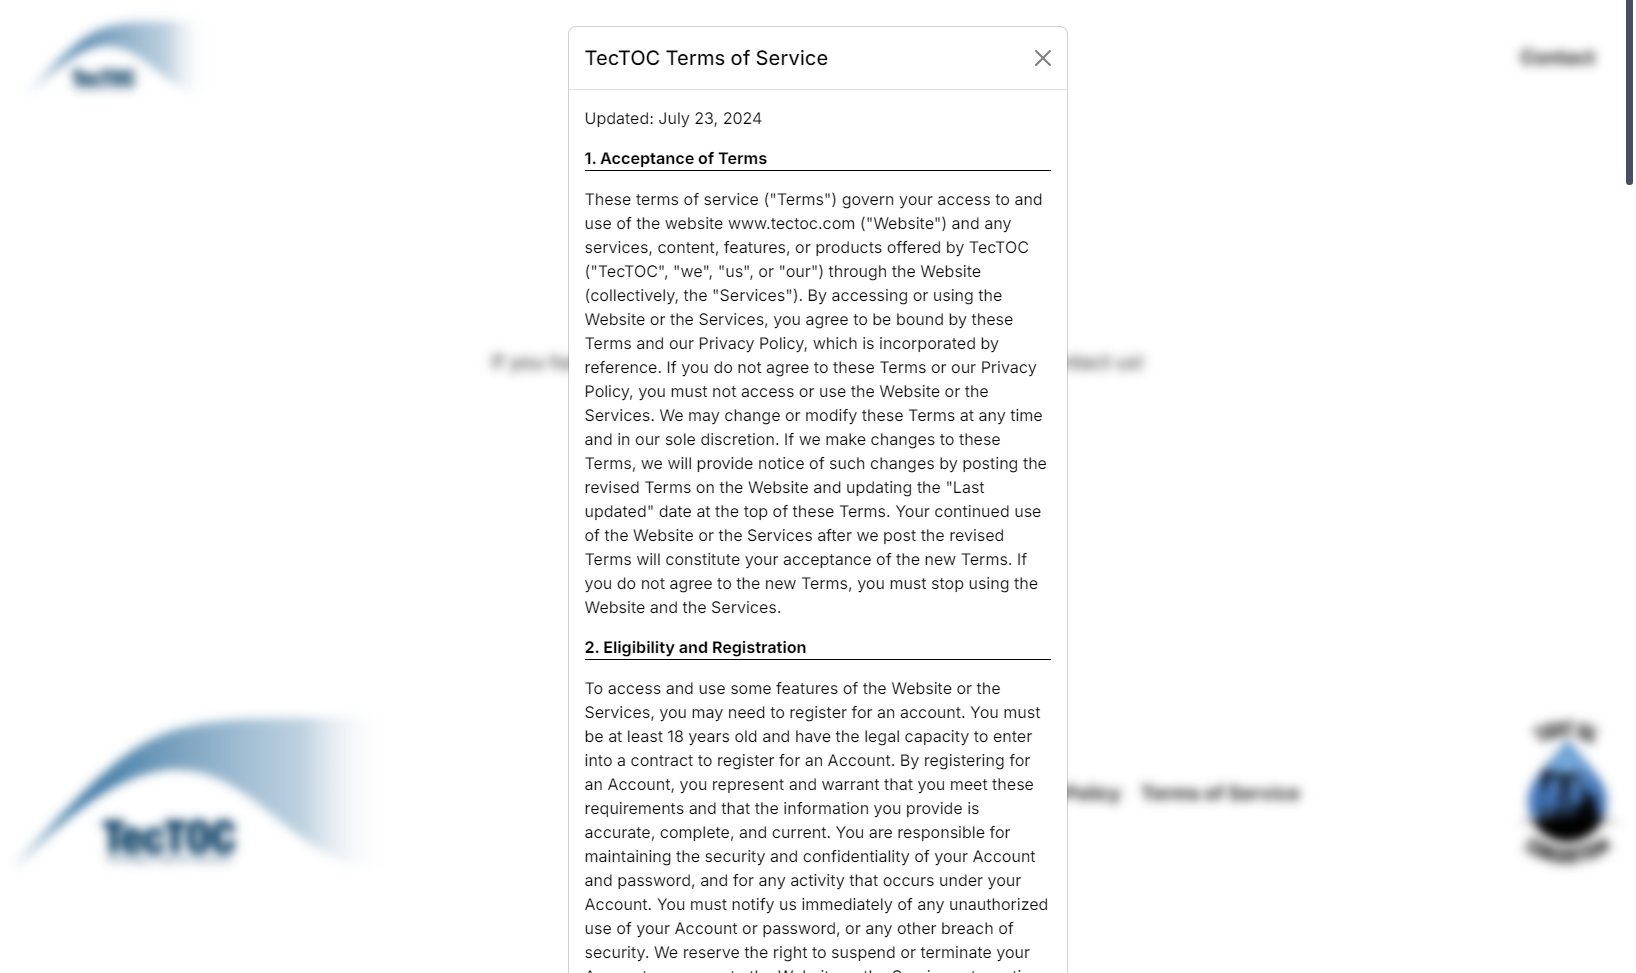 TecTOC
Contact
TecTOC Terms of Service
Updated: July 23, 2024
1. Acceptance of Terms
These terms of service ("Terms") govern your access to and
use of the website www.tectoc.com ("Website") and any
services, content, features, or products offered by TecTOC
("TecTOC", "we", "us", or "our") through the Website
(collectively, the "Services"). By accessing or using the
Website or the Services, you agree to be bound by these
Terms and our Privacy Policy, which is incorporated by
reference. If you do not agree to these Terms or our Privacy
Policy, you must not access or use the Website or the
Services. We may change or modify these Terms at any time
and in our sole discretion. If we make changes to these
Terms, we will provide notice of such changes by posting the
revised Terms on the Website and updating the "Last
updated" date at the top of these Terms. Your continued use
of the Website or the Services after we post the revised
Terms will constitute your acceptance of the new Terms. If
you do not agree to the new Terms, you must stop using the
Website and the Services.
If you
us!
2. Eligibility and Registration
To access and use some features of the Website or the
Services, you may need to register for an account. You must
be at least 18 years old and have the legal capacity to enter
into a contract to register for an Account. By registering for
an Account, you represent and warrant that you meet these
requirements and that the information you provide is
accurate, complete, and current. You are responsible for
maintaining the security and confidentiality of your Account
and password, and for any activity that occurs under your
Account. You must notify us immediately of any unauthorized
use of your Account or password, or any other breach of
security. We reserve the right to suspend or terminate your
TecTOC
Policy Terms of Service